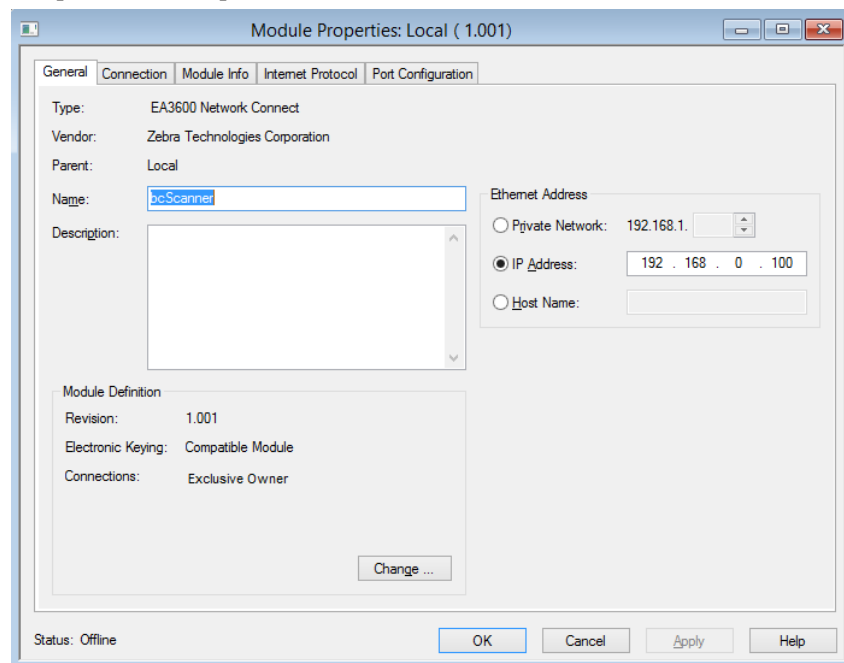 Module Properties: Local ( 1.001)
General Connection Module Info Internet Protocol Port Configuration
Type: EA3600 Network Connect
Vendor: Zebra Technologies Corporation
Parent: Local
Name: bcScanner
Description:
Ethernet Address
Private Network: 192.168.1.
IP Address: 192 . 168 . 0 . 100
Host Name:
Module Definition
Revision: 1.001
Electronic Keying: Compatible Module
Connections: Exclusive Owner
Change ...
Status: Offline
OK Cancel Apply Help